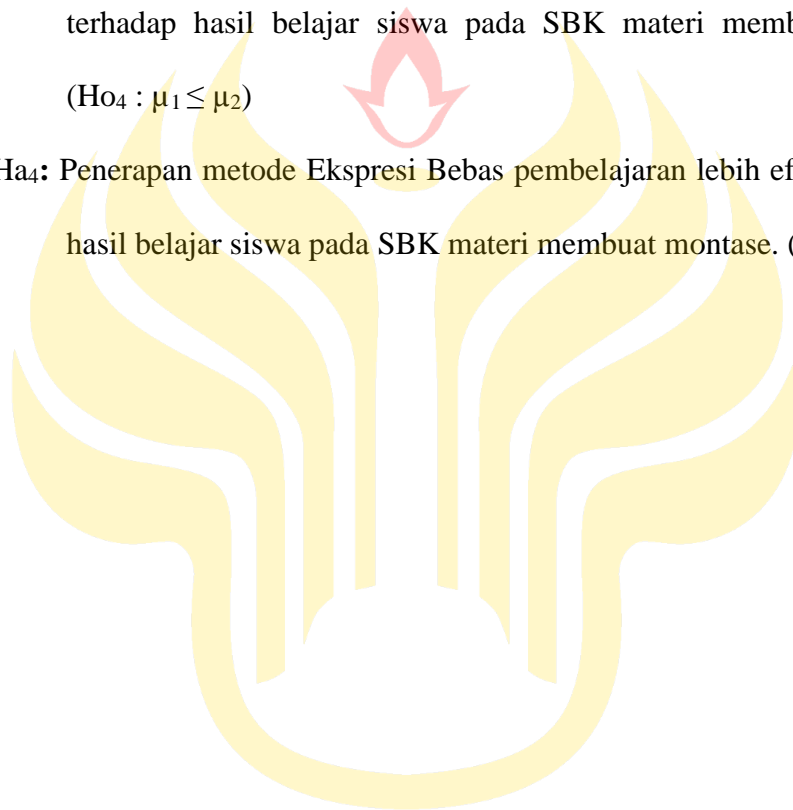 terhadap hasil belajar siswa pada SBK materi memb
(Ho₄ : µ₁ ≤ µ₂)
Ha₄: Penerapan metode Ekspresi Bebas pembelajaran lebih ef
hasil belajar siswa pada SBK materi membuat montase. (